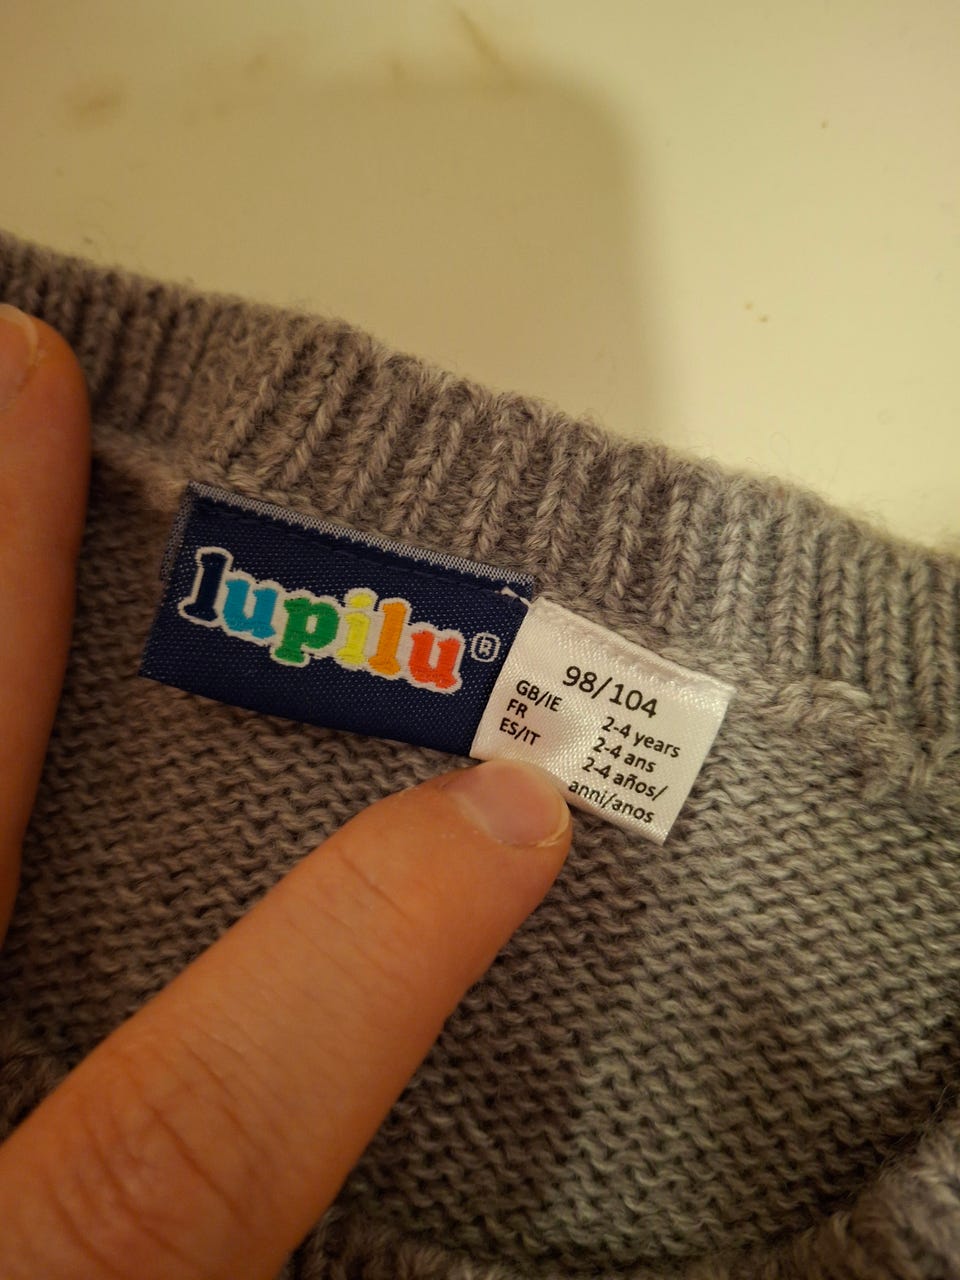 lupilu®
98/104
GB/IE 2-4 years
FR 2-4 ans
ES/IT 2-4 años/
anni/anos